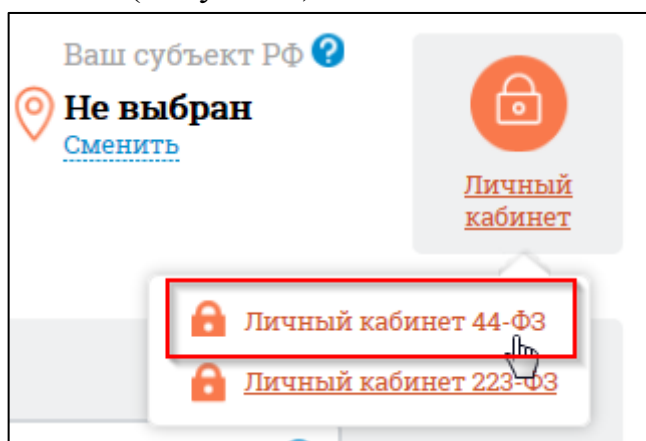 Ваш субъект РФ ?
Не выбран
Сменить
Личный
кабинет
Личный кабинет 44-ФЗ
Личный кабинет 223-ФЗ